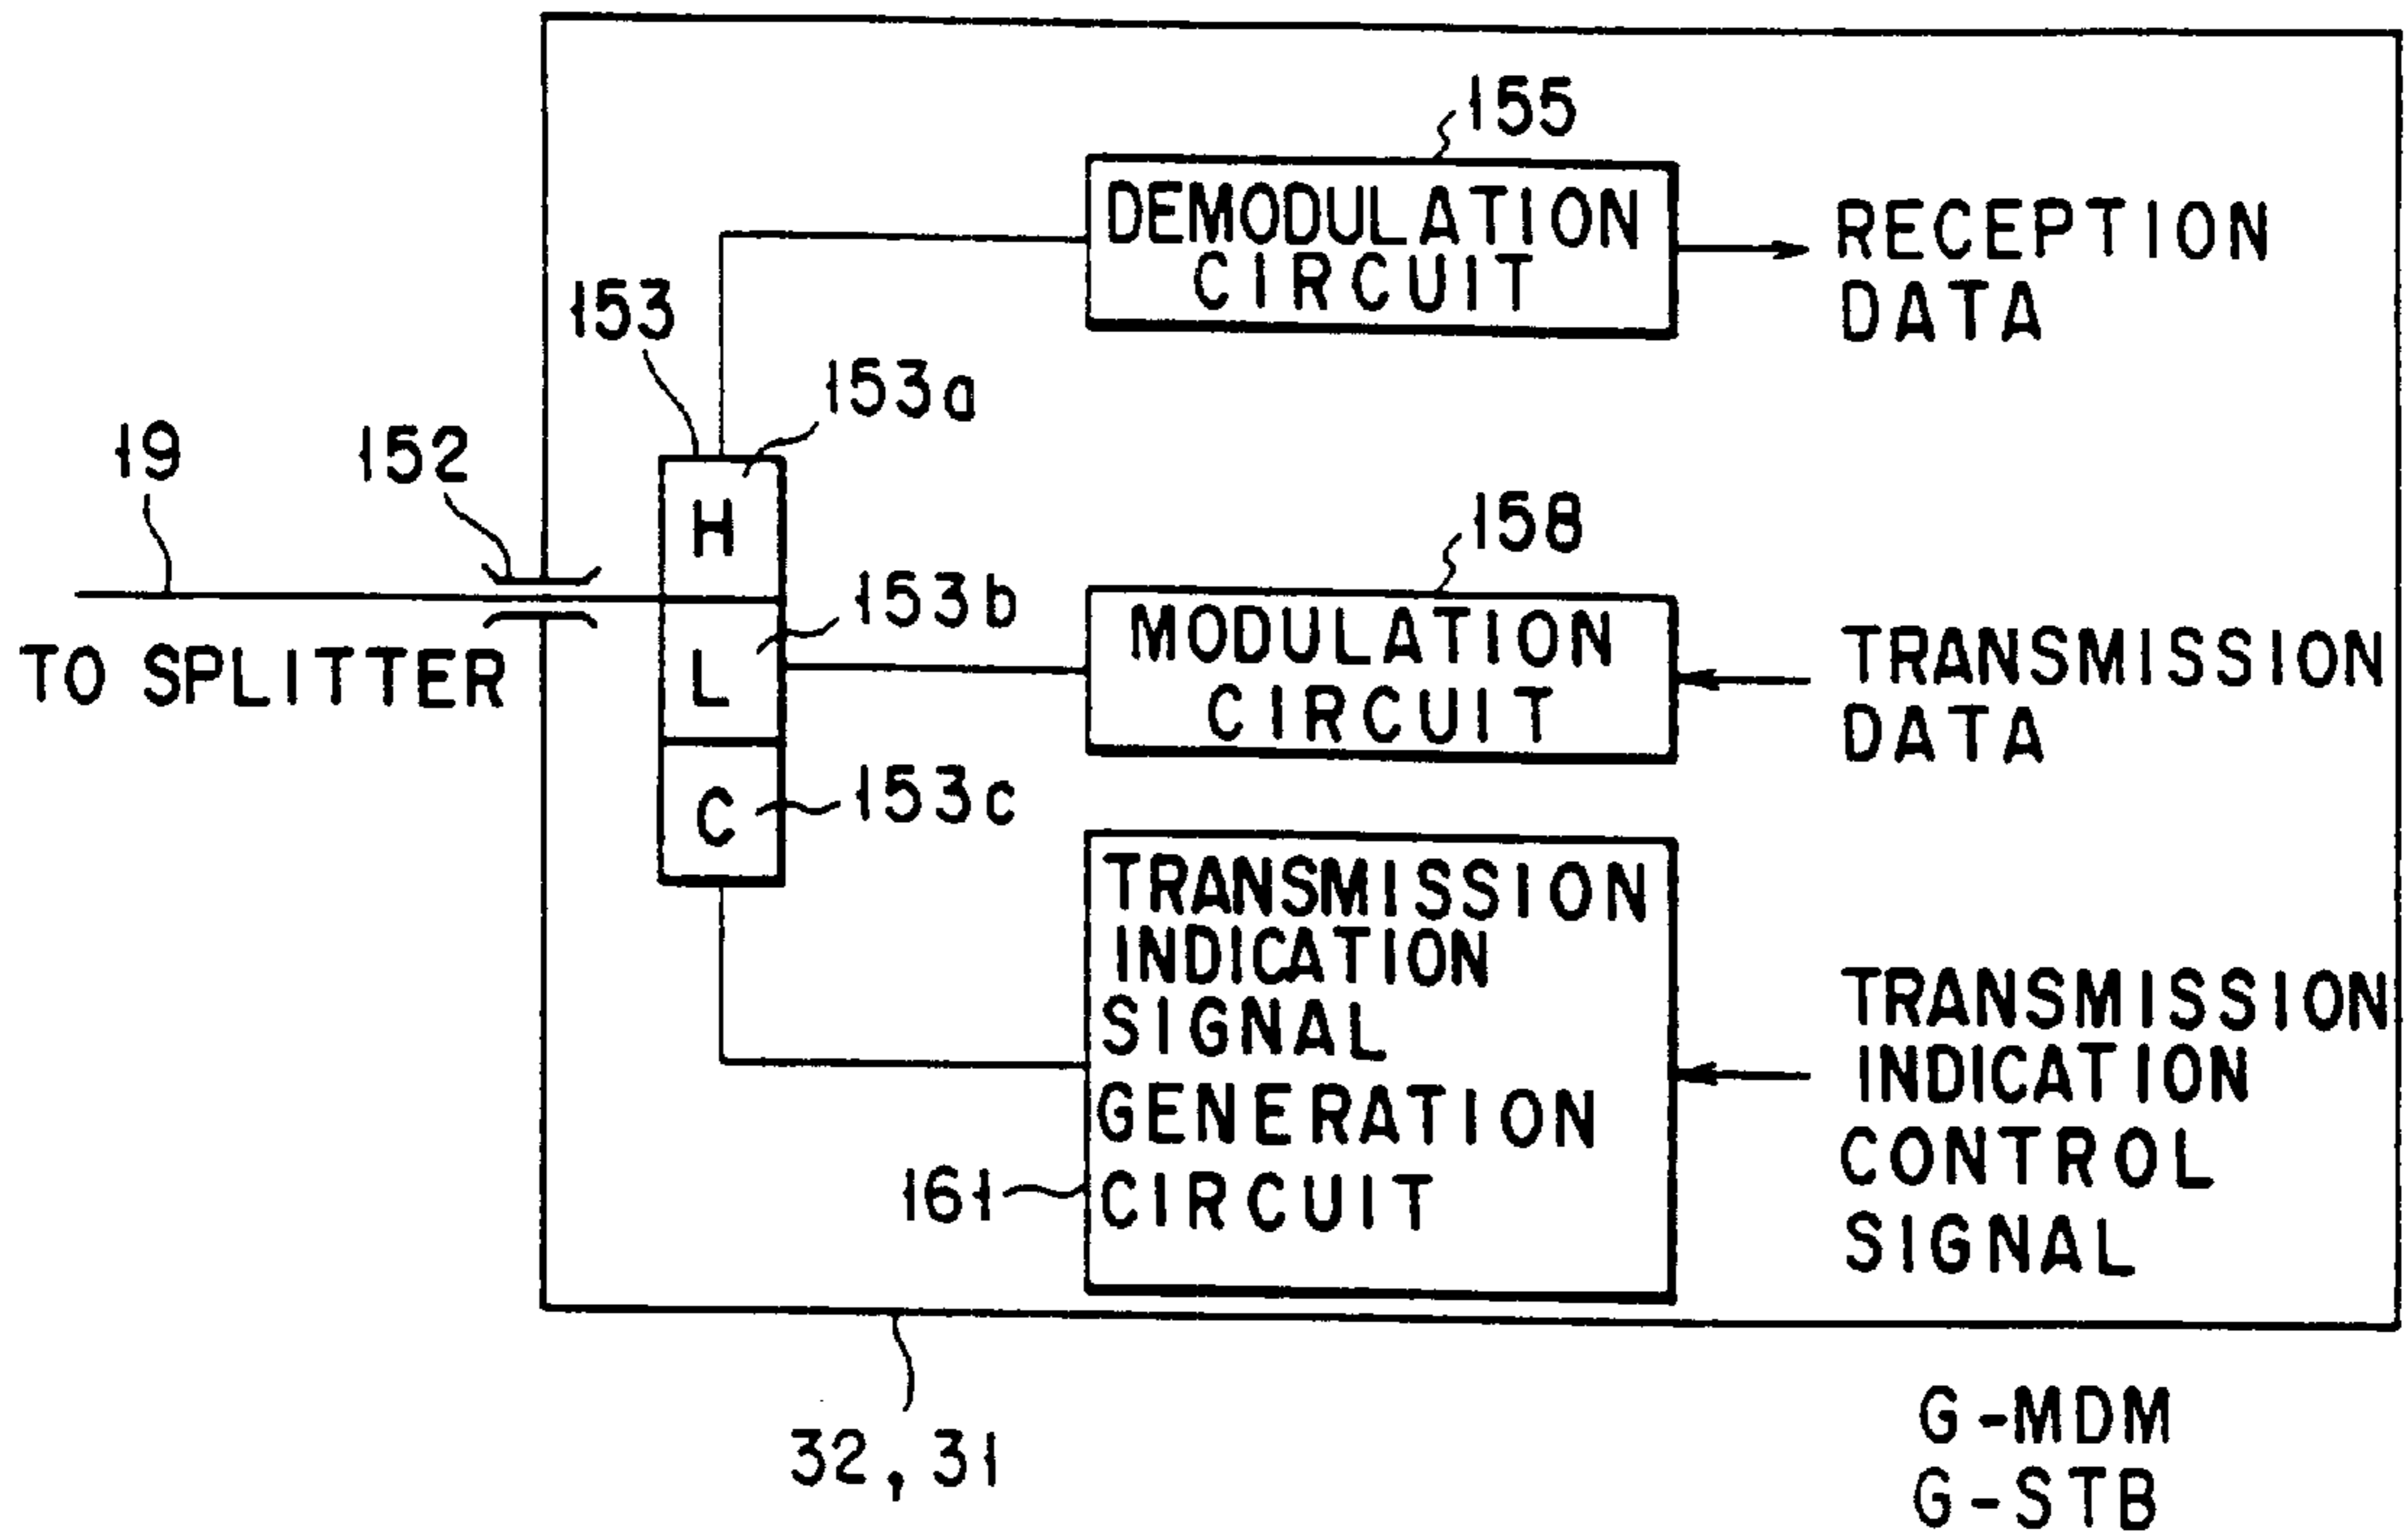 155
DEMODULATION
CIRCUIT
RECEPTION
DATA
153
153a
19
152
H
158
153b
TO SPLITTER
L
MODULATION
CIRCUIT
TRANSMISSION
DATA
C
153c
TRANSMISSION
INDICATION
SIGNAL
GENERATION
CIRCUIT
161
TRANSMISSION
INDICATION
CONTROL
SIGNAL
32, 31
G-MDM
G-STB